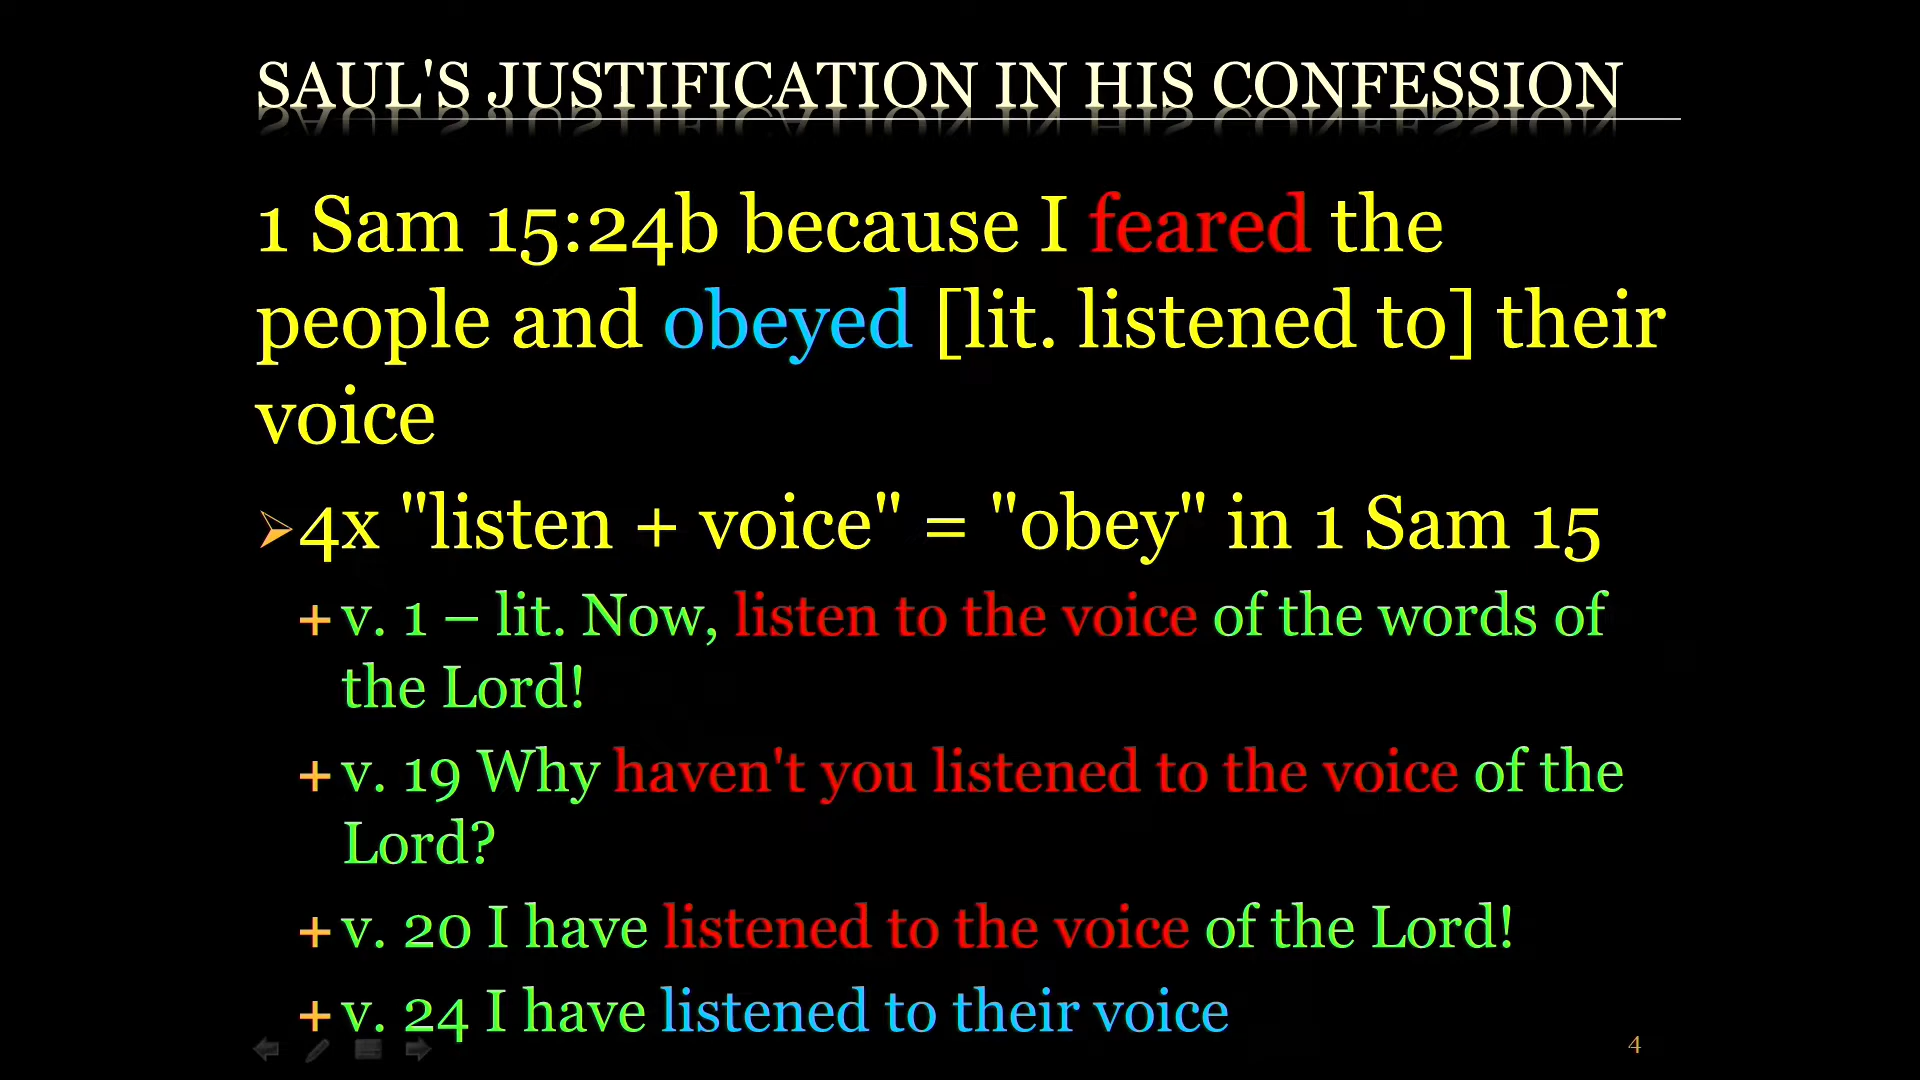 SAUL'S JUSTIFICATION IN HIS CONFESSION
1 Sam 15:24b because I feared the
people and obeyed [lit. listened to] their
voice
4x "listen + voice" = "obey" in 1 Sam 15
+ v. 1 – lit. Now, listen to the voice of the words of
the Lord!
+ v. 19 Why haven't you listened to the voice of the
Lord?
+ v. 20 I have listened to the voice of the Lord!
+ v. 24 I have listened to their voice
4